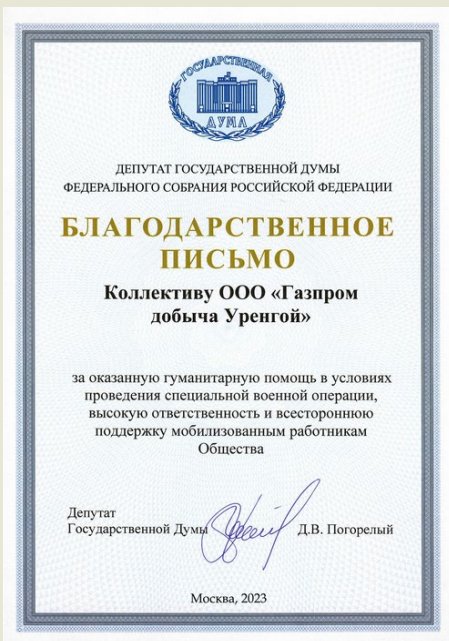 ГОСУДАРСТВЕННАЯ
ДУМА
ДЕПУТАТ ГОСУДАРСТВЕННОЙ ДУМЫ
ФЕДЕРАЛЬНОГО СОБРАНИЯ РОССИЙСКОЙ ФЕДЕРАЦИИ
БЛАГОДАРСТВЕННОЕ
ПИСЬМО
Коллективу ООО «Газпром
добыча Уренгой»
за оказанную гуманитарную помощь в условиях
проведения специальной военной операции,
высокую ответственность и всестороннюю
поддержку мобилизованным работникам
Общества
Депутат
Государственной Думы
Д.В. Погорелый
Москва, 2023